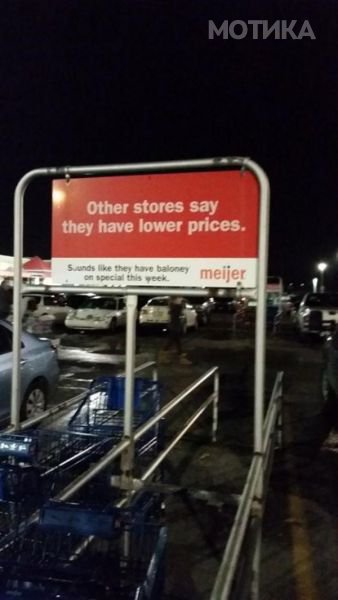 МОТИКА
Other stores say
they have lower prices.
Sounds like they have baloney
on special this week.
meijer